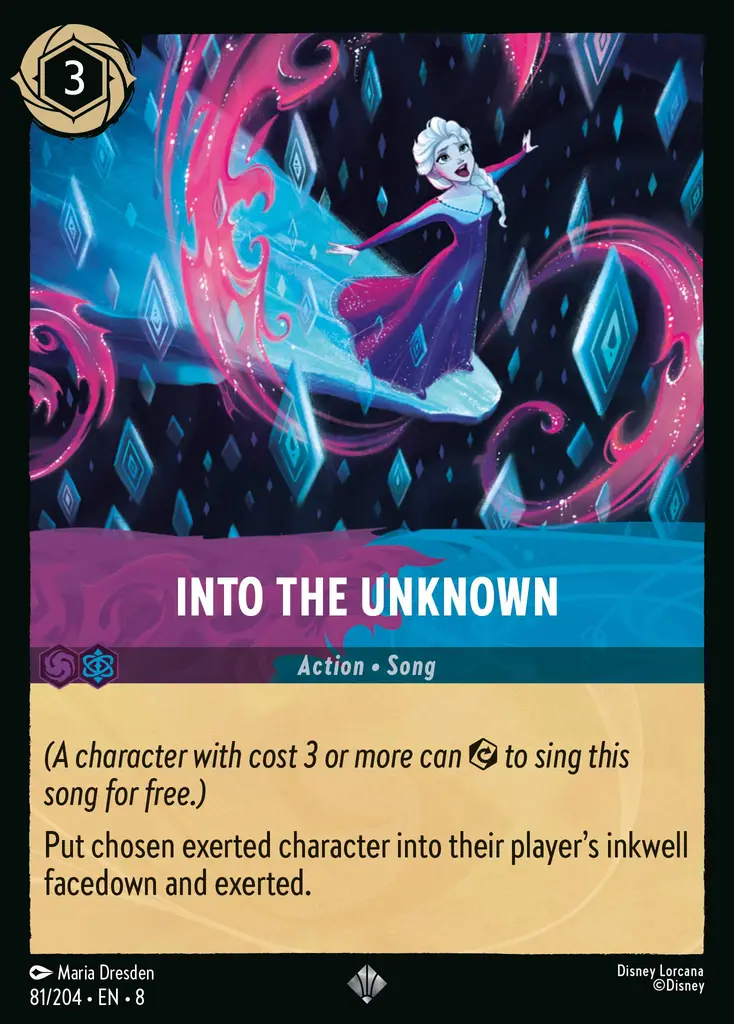 3
INTO THE UNKNOWN
Action • Song
(A character with cost 3 or more can to sing this
song for free.)
Put chosen exerted character into their player's inkwell
facedown and exerted.
Maria Dresden
Disney Lorcana
81/204 • EN • 8
©Disney